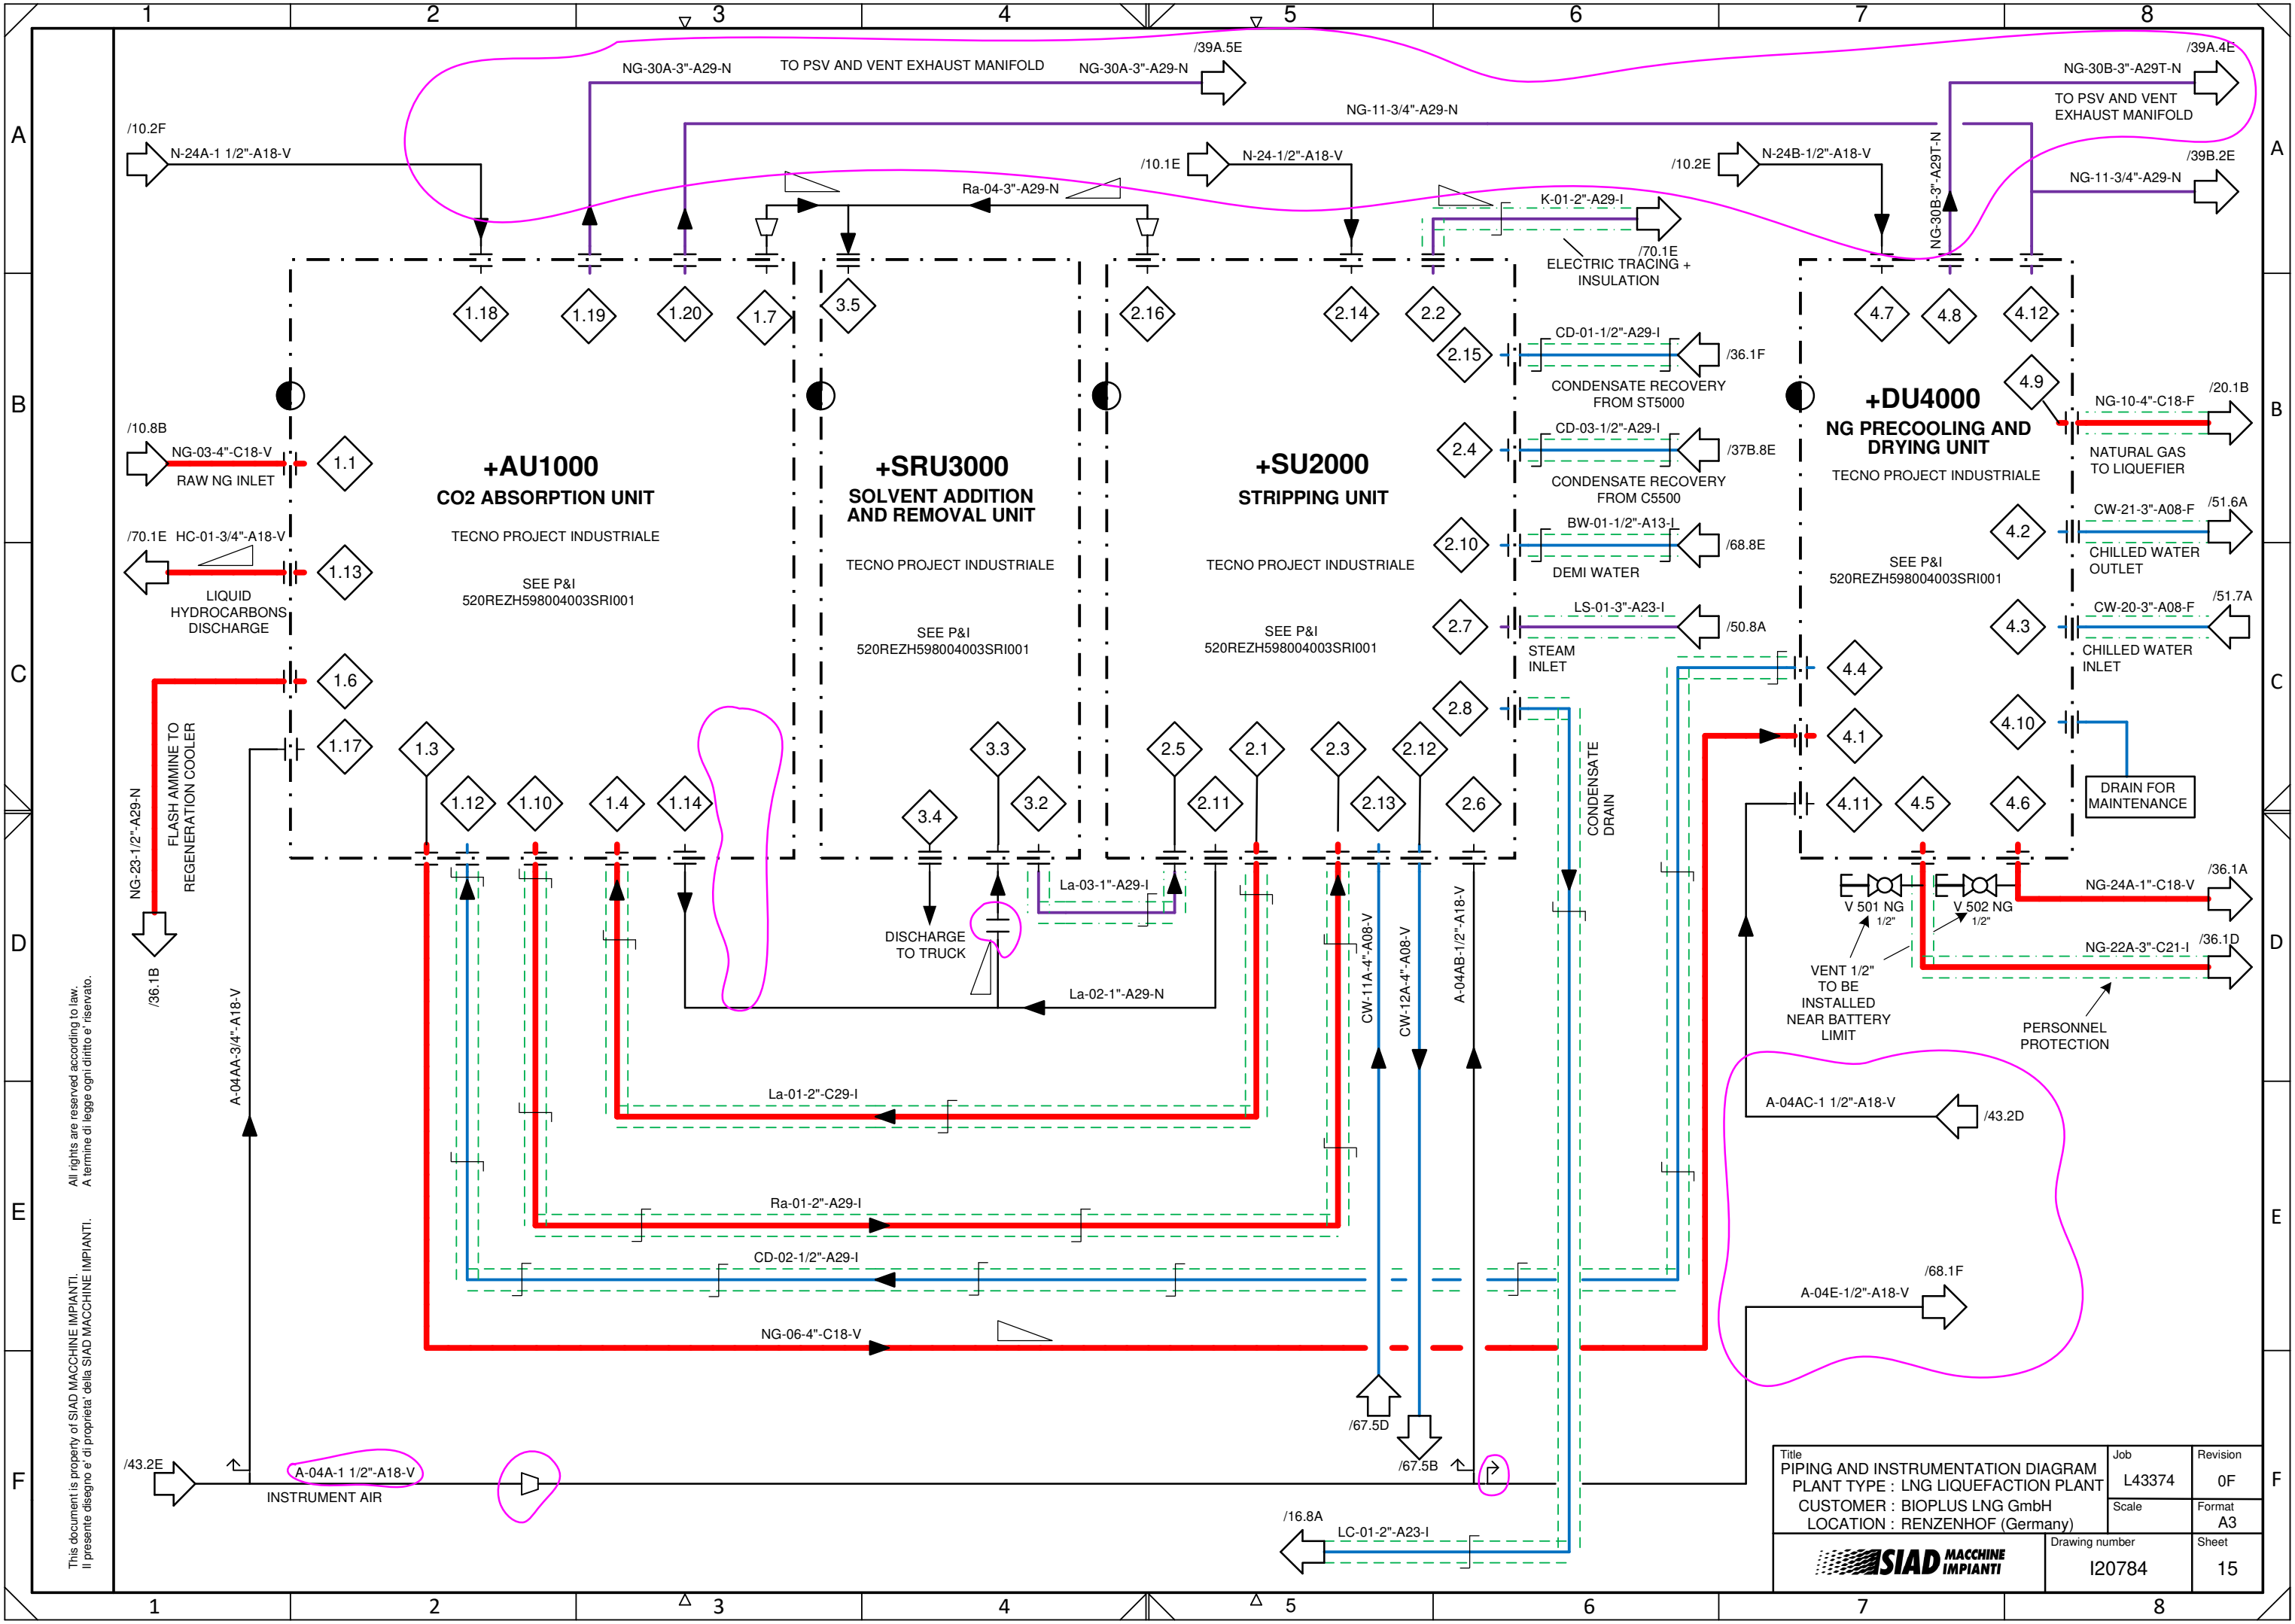 1 2 3 4 5 6 7 8
A
B
C
D
E
F
A
B
C
D
E
F
/39A.5E
NG-30A-3"-A29-N
TO PSV AND VENT EXHAUST MANIFOLD
NG-30A-3"-A29-N
/39A.4E
NG-30B-3"-A29T-N
TO PSV AND VENT
EXHAUST MANIFOLD
NG-11-3/4"-A29-N
/10.2F
N-24A-1 1/2"-A18-V
/10.1E
N-24-1/2"-A18-V
/10.2E
N-24B-1/2"-A18-V
NG-30B-3"-A29T-N
/39B.2E
NG-11-3/4"-A29-N
Ra-04-3"-A29-N
K-01-2"-A29-I
/70.1E
ELECTRIC TRACING +
INSULATION
1.18
1.19
1.20
1.7
3.5
2.16
2.14
2.2
2.15
4.7
4.8
4.12
4.9
CD-01-1/2"-A29-I
/36.1F
CONDENSATE RECOVERY
FROM ST5000
/20.1B
NG-10-4"-C18-F
NATURAL GAS
TO LIQUEFIER
/10.8B
NG-03-4"-C18-V
RAW NG INLET
1.1
+AU1000
CO2 ABSORPTION UNIT
TECNO PROJECT INDUSTRIALE
SEE P&I
520REZH598004003SRI001
+SRU3000
SOLVENT ADDITION
AND REMOVAL UNIT
TECNO PROJECT INDUSTRIALE
SEE P&I
520REZH598004003SRI001
+SU2000
STRIPPING UNIT
TECNO PROJECT INDUSTRIALE
SEE P&I
520REZH598004003SRI001
2.4
CD-03-1/2"-A29-I
/37B.8E
CONDENSATE RECOVERY
FROM C5500
+DU4000
NG PRECOOLING AND
DRYING UNIT
TECNO PROJECT INDUSTRIALE
SEE P&I
520REZH598004003SRI001
2.10
BW-01-1/2"-A13-I
/68.8E
DEMI WATER
4.2
CW-21-3"-A08-F
/51.6A
CHILLED WATER
OUTLET
/70.1E
HC-01-3/4"-A18-V
1.13
LIQUID
HYDROCARBONS
DISCHARGE
2.7
LS-01-3"-A23-I
/50.8A
STEAM
INLET
4.3
CW-20-3"-A08-F
/51.7A
CHILLED WATER
INLET
1.6
1.17
1.3
1.12
1.10
1.4
1.14
3.3
3.2
3.4
2.5
2.11
2.1
2.3
2.13
2.12
2.6
2.8
4.4
4.1
4.11
4.5
4.6
4.10
DRAIN FOR
MAINTENANCE
NG-23-1/2"-A29-N
FLASH AMMINE TO
REGENERATION COOLER
/36.1B
CONDENSATE
DRAIN
La-03-1"-A29-I
DISCHARGE
TO TRUCK
La-02-1"-A29-N
CW-11A-4"-A08-V
CW-12A-4"-A08-V
A-04AB-1/2"-A18-V
V 501 NG
1/2"
V 502 NG
1/2"
NG-24A-1"-C18-V
/36.1A
NG-22A-3"-C21-I
/36.1D
VENT 1/2"
TO BE
INSTALLED
NEAR BATTERY
LIMIT
PERSONNEL
PROTECTION
A-04AA-3/4"-A18-V
La-01-2"-C29-I
A-04AC-1 1/2"-A18-V
/43.2D
Ra-01-2"-A29-I
CD-02-1/2"-A29-I
/68.1F
A-04E-1/2"-A18-V
NG-06-4"-C18-V
/67.5D
/67.5B
/43.2E
A-04A-1 1/2"-A18-V
INSTRUMENT AIR
/16.8A
LC-01-2"-A23-I
All rights are reserved according to law.
A termine di legge ogni diritto e' riservato.
This document is property of SIAD MACCHINE IMPIANTI.
Il presente disegno e' di proprieta' della SIAD MACCHINE IMPIANTI.
Title
PIPING AND INSTRUMENTATION DIAGRAM
PLANT TYPE : LNG LIQUEFACTION PLANT
CUSTOMER : BIOPLUS LNG GmbH
LOCATION : RENZENHOF (Germany)
Job
L43374
Revision
0F
Scale
Format
A3
SIAD MACCHINE
IMPIANTI
Drawing number
I20784
Sheet
15
1 2 3 4 5 6 7 8